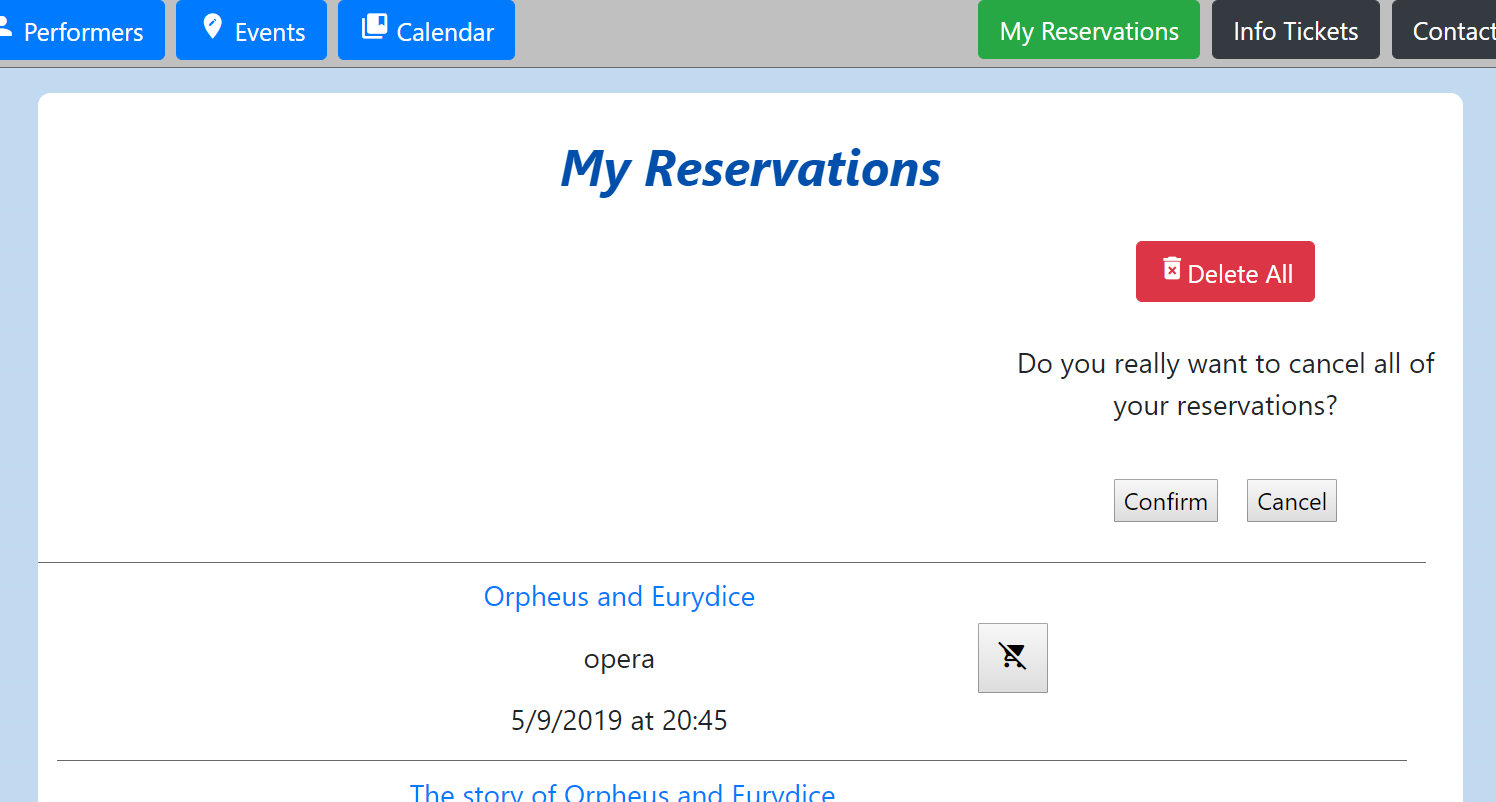 Performers
Events
Calendar
My Reservations
Info Tickets
Contact
My Reservations
Delete All
Do you really want to cancel all of
your reservations?
Confirm
Cancel
Orpheus and Eurydice
opera
5/9/2019 at 20:45
The story of Orpheus and Eurydice